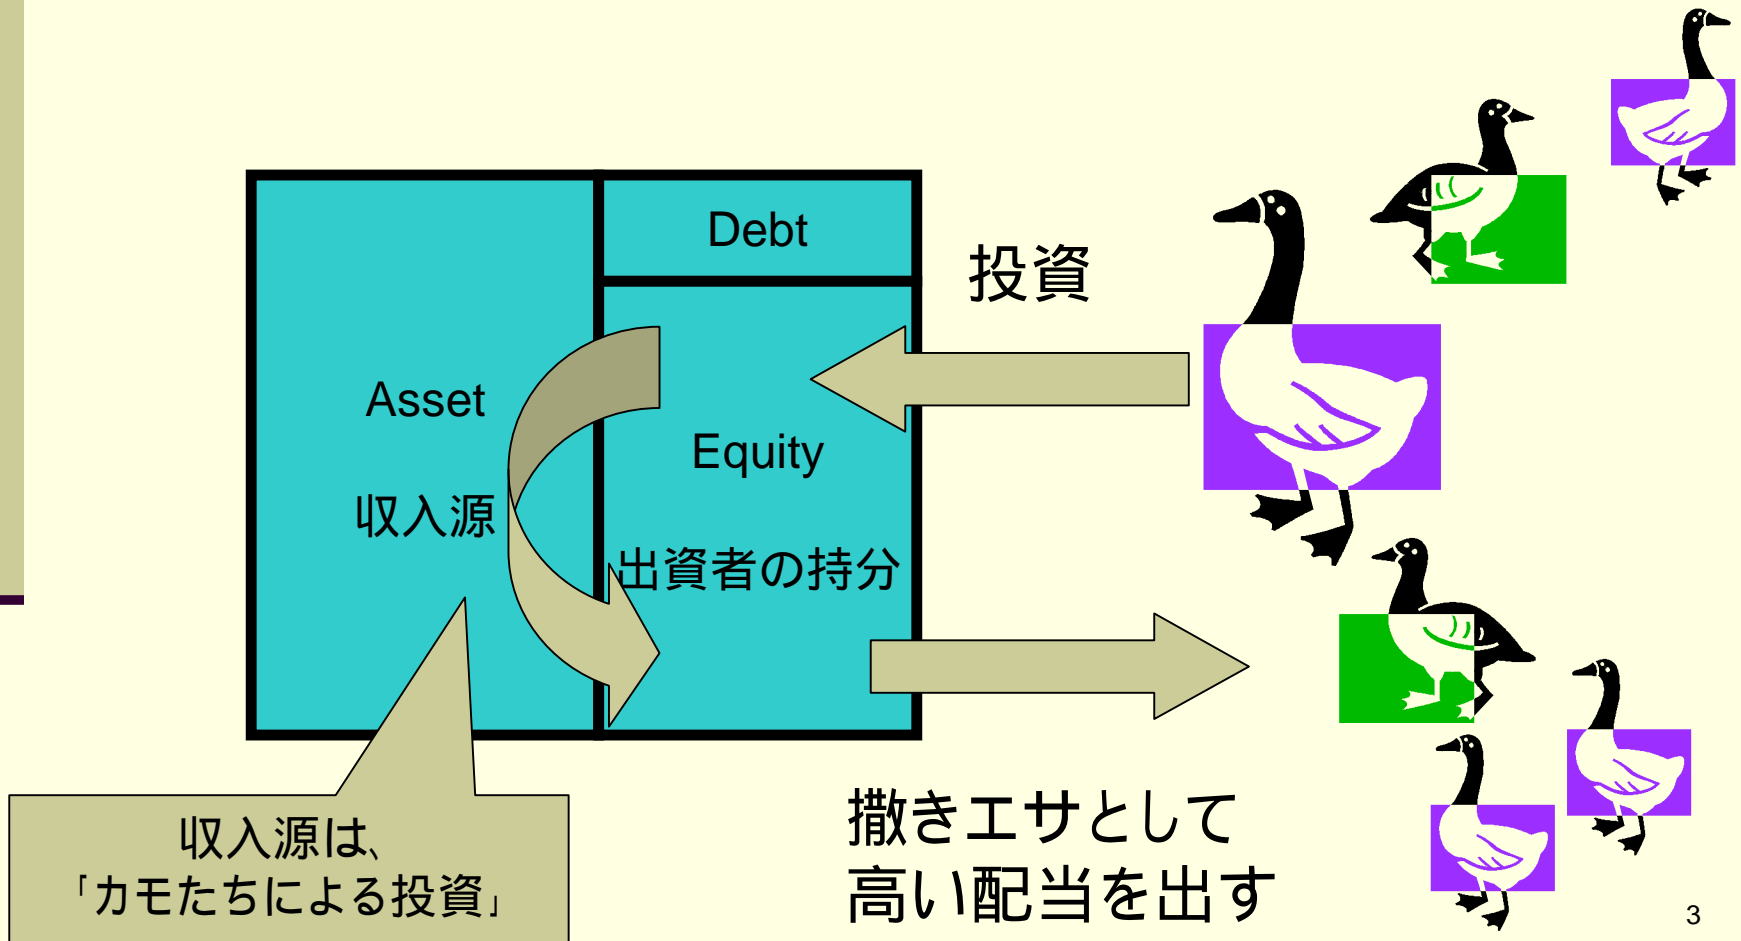 Debt
投資
Asset
収入源
Equity
出資者の持分
収入源は、
「カモたちによる投資」
撒きエサとして
高い配当を出す
3